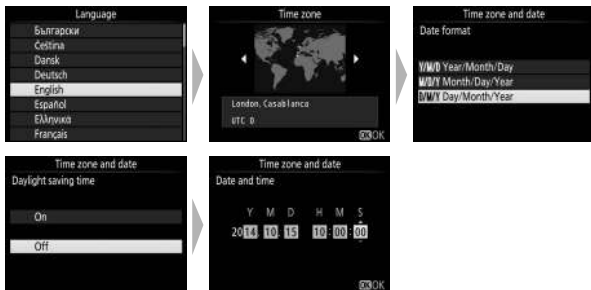 Language
Български
Čeština
Dansk
Deutsch
English
Español
Ελληνικά
Français
Time zone
London, Casablanca
UTC 0
OK OK
Time zone and date
Date format
Y/M/D Year/Month/Day
M/D/Y Month/Day/Year
D/M/Y Day/Month/Year
Time zone and date
Daylight saving time
On
Off
Time zone and date
Date and time
Y M D H M S
2014. 10. 15 10: 00: 00
OK OK